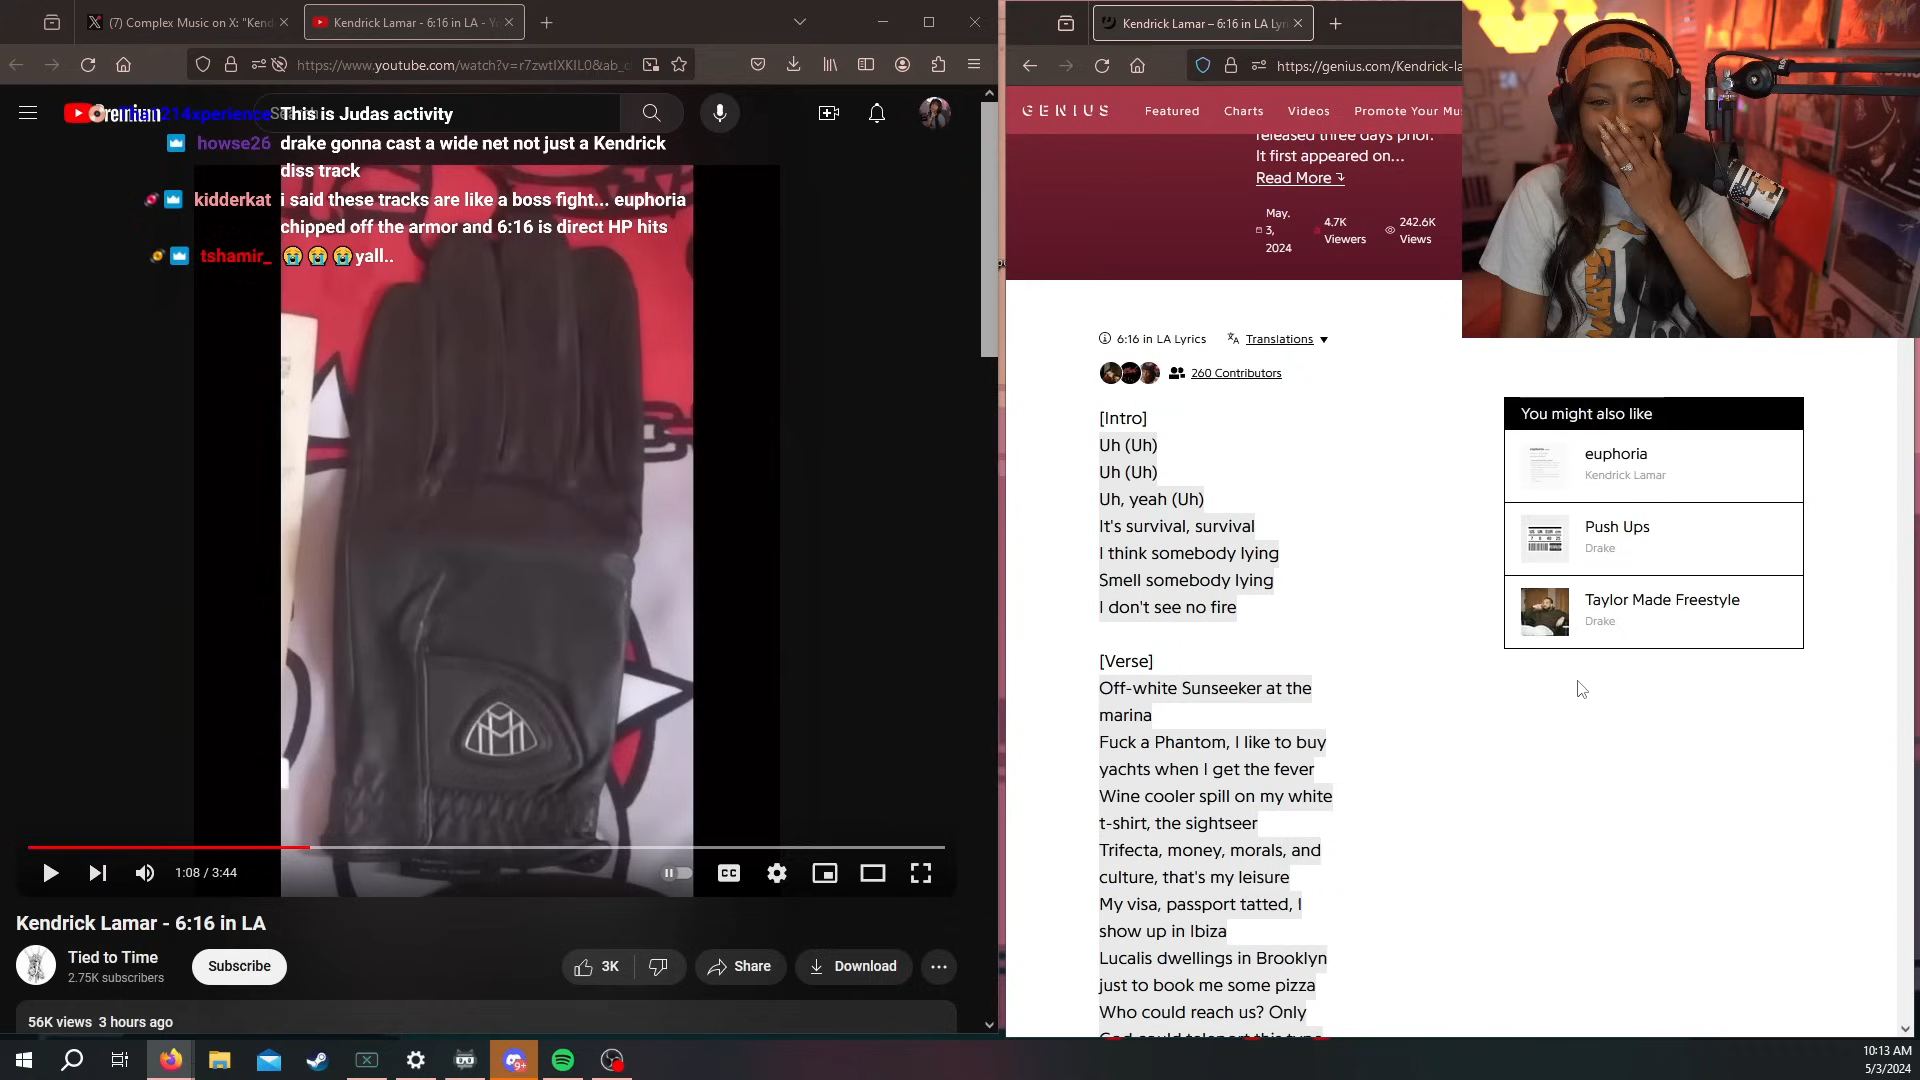 (7) Complex Music on X: "Kend
Kendrick Lamar - 6:16 in LA - Y
https://www.youtube.com/watch?v=r7zwtIXKIL0&ab_c
Premium
214xperience This is Judas activity
howse26 drake gonna cast a wide net not just a Kendrick
diss track
kidderkat i said these tracks are like a boss fight... euphoria
chipped off the armor and 6:16 is direct HP hits
tshamir_ 😭😭😭yall..
1:08 / 3:44
CC
Kendrick Lamar - 6:16 in LA
Tied to Time
2.75K subscribers
Subscribe
3K
Share
Download
56K views 3 hours ago
Kendrick Lamar – 6:16 in LA Lyri
https://genius.com/Kendrick-la
GENIUS
Featured
Charts
Videos
Promote Your Mus
released three days prior.
It first appeared on...
Read More
May.
3,
2024
4.7K
Viewers
242.6K
Views
6:16 in LA Lyrics
Translations
260 Contributors
[Intro]
Uh (Uh)
Uh (Uh)
Uh, yeah (Uh)
It's survival, survival
I think somebody lying
Smell somebody lying
I don't see no fire
[Verse]
Off-white Sunseeker at the
marina
Fuck a Phantom, I like to buy
yachts when I get the fever
Wine cooler spill on my white
t-shirt, the sightseer
Trifecta, money, morals, and
culture, that's my leisure
My visa, passport tatted, I
show up in Ibiza
Lucalis dwellings in Brooklyn
just to book me some pizza
Who could reach us? Only
You might also like
euphoria
Kendrick Lamar
Push Ups
Drake
Taylor Made Freestyle
Drake
9+
10:13 AM
5/3/2024